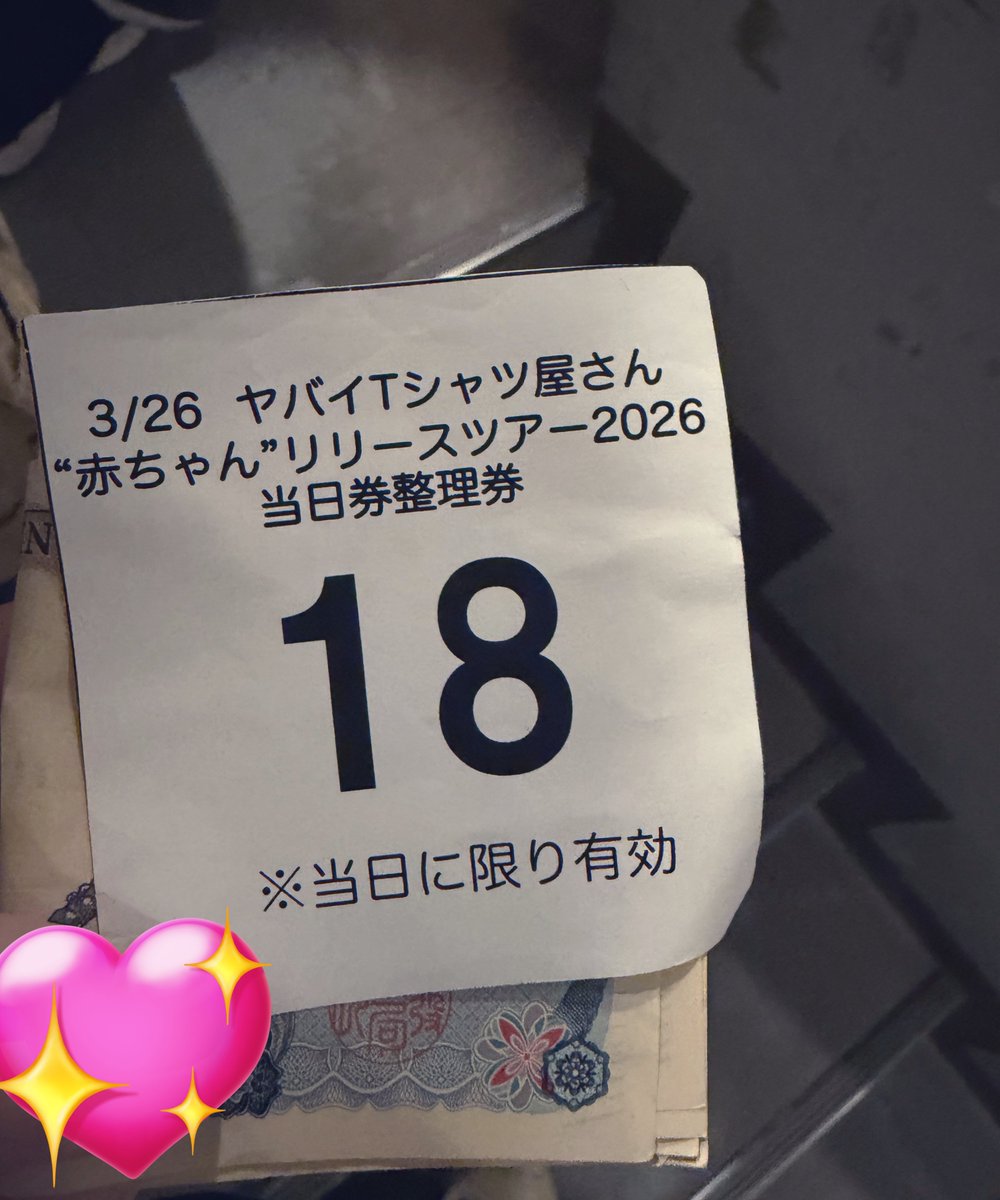 3/26 ヤバイTシャツ屋さん
“赤ちゃん”リリースツアー2026
当日券整理券
18
※当日に限り有効
N